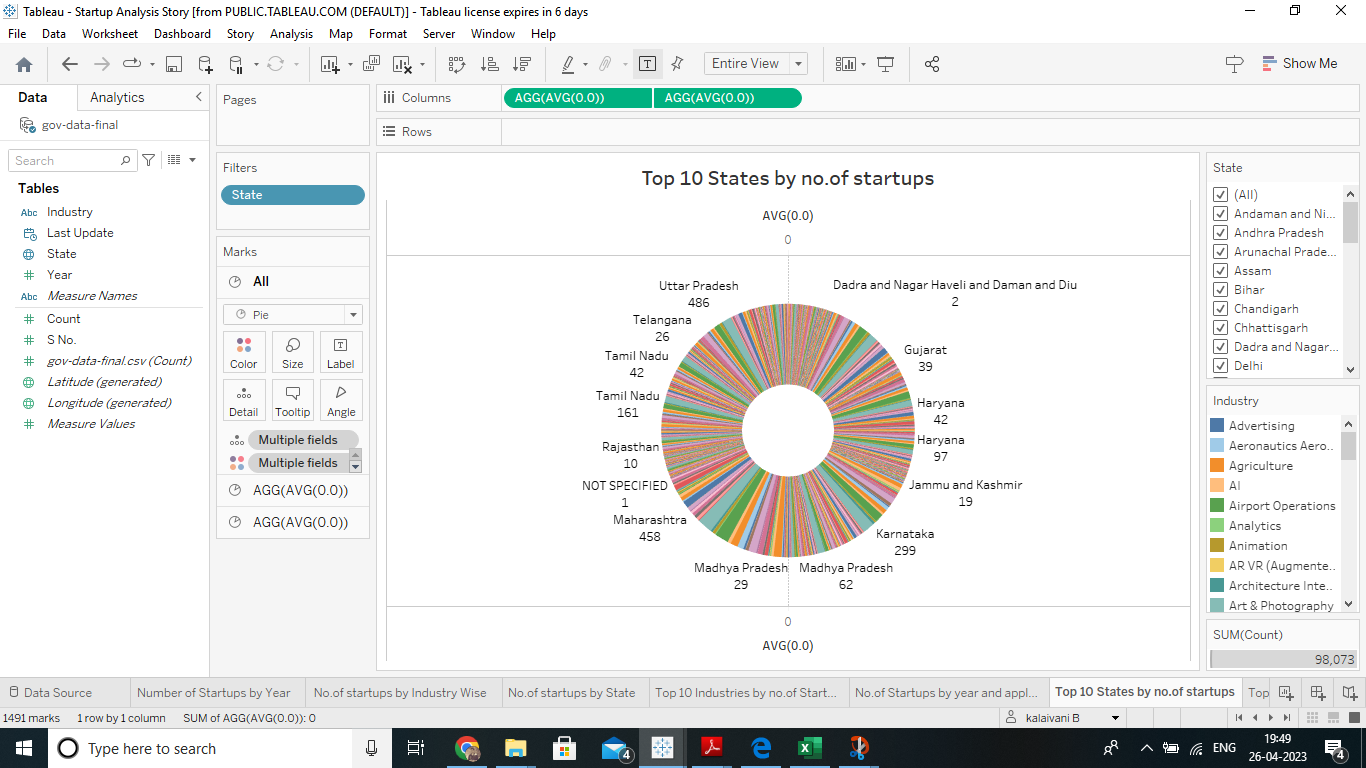 Tableau - Startup Analysis Story [from PUBLIC.TABLEAU.COM (DEFAULT)] - Tableau license expires in 6 days
File Data Worksheet Dashboard Story Analysis Map Format Server Window Help
Entire View
Show Me
Data Analytics
gov-data-final
Search
Tables
Abc Industry
Last Update
State
# Year
Abc Measure Names
# Count
# S No.
# gov-data-final.csv (Count)
Latitude (generated)
Longitude (generated)
# Measure Values
Pages
Filters
State
Marks
All
Pie
Color Size Label
Detail Tooltip Angle
Multiple fields
Multiple fields
AGG(AVG(0.0))
AGG(AVG(0.0))
Columns AGG(AVG(0.0)) AGG(AVG(0.0))
Rows
Top 10 States by no.of startups
AVG(0.0)
0
Uttar Pradesh
486
Dadra and Nagar Haveli and Daman and Diu
2
Telangana
26
Tamil Nadu
42
Gujarat
39
Tamil Nadu
161
Haryana
42
Haryana
97
Rajasthan
10
NOT SPECIFIED
1
Jammu and Kashmir
19
Maharashtra
458
Karnataka
299
Madhya Pradesh
29
Madhya Pradesh
62
0
AVG(0.0)
State
(All)
Andaman and Ni...
Andhra Pradesh
Arunachal Prade...
Assam
Bihar
Chandigarh
Chhattisgarh
Dadra and Nagar...
Delhi
Industry
Advertising
Aeronautics Aero..
Agriculture
AI
Airport Operations
Analytics
Animation
AR VR (Augmente..
Architecture Inte..
Art & Photography
SUM(Count)
98,073
Data Source Number of Startups by Year No.of startups by Industry Wise No.of startups by State Top 10 Industries by no.of Start... No.of Startups by year and appl... Top 10 States by no.of startups Top
1491 marks 1 row by 1 column SUM of AGG(AVG(0.0)): 0 kalaivani B
Type here to search 4 ENG 19:49
26-04-2023 4